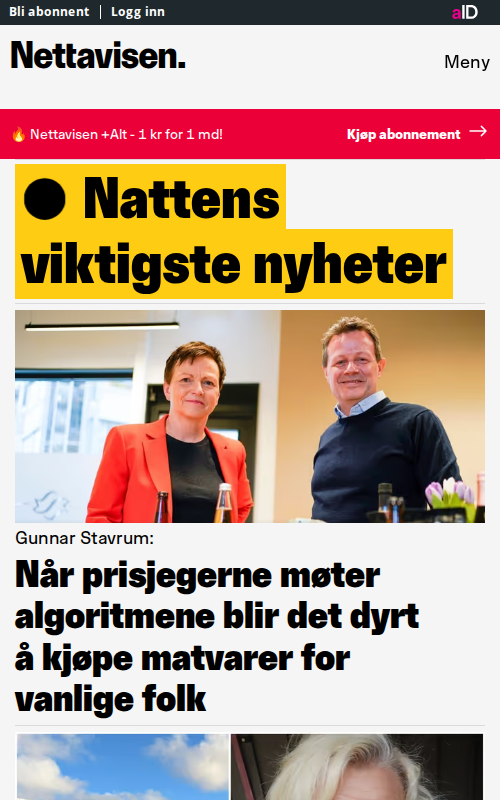 Bli abonnent | Logg inn
aID
Nettavisen.
Meny
🔥 Nettavisen +Alt - 1 kr for 1 md!
Kjøp abonnement →
● Nattens
viktigste nyheter
Gunnar Stavrum:
Når prisjegerne møter
algoritmene blir det dyrt
å kjøpe matvarer for
vanlige folk